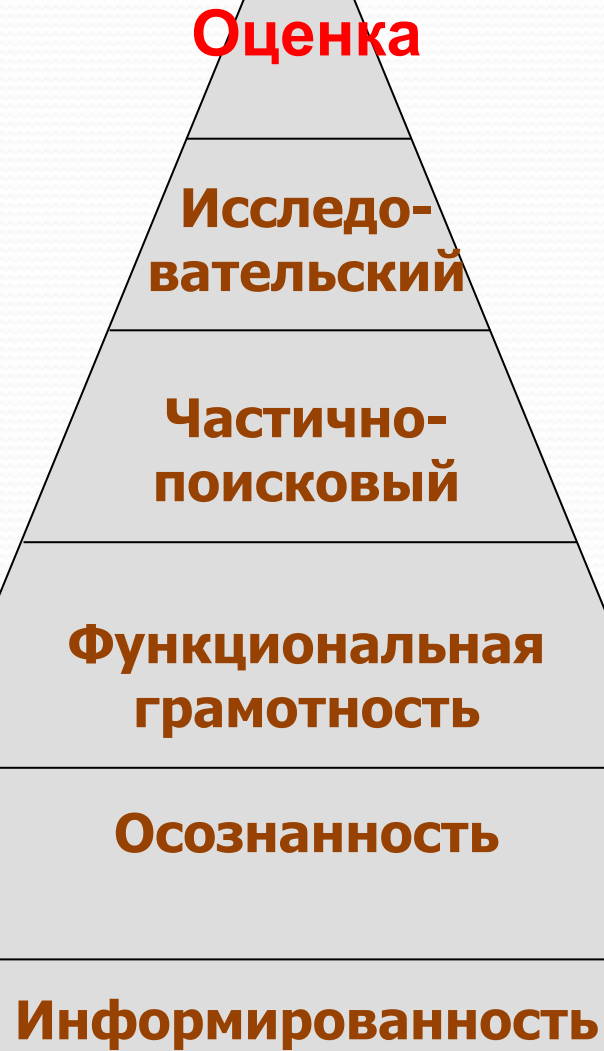 Оценка
Исследо-
вательский
Частично-
поисковый
Функциональная
грамотность
Осознанность
Информированность